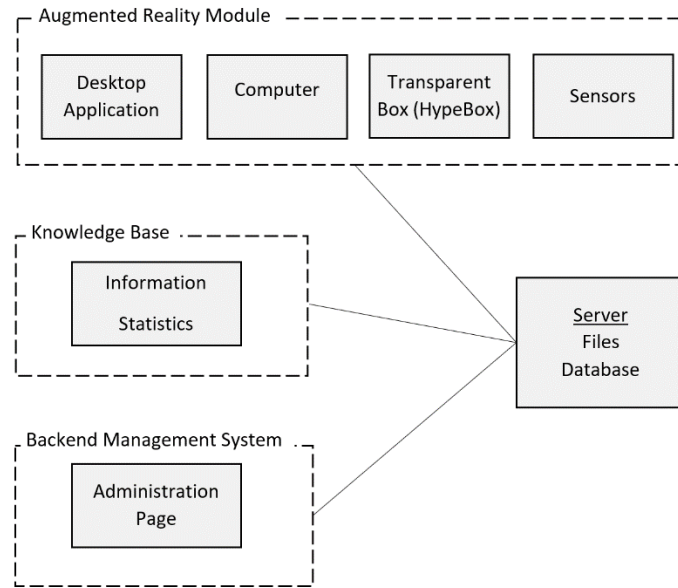 Augmented Reality Module
Desktop
Application
Computer
Transparent
Box (HypeBox)
Sensors
Knowledge Base
Information
Statistics
Server
Files
Database
Backend Management System
Administration
Page